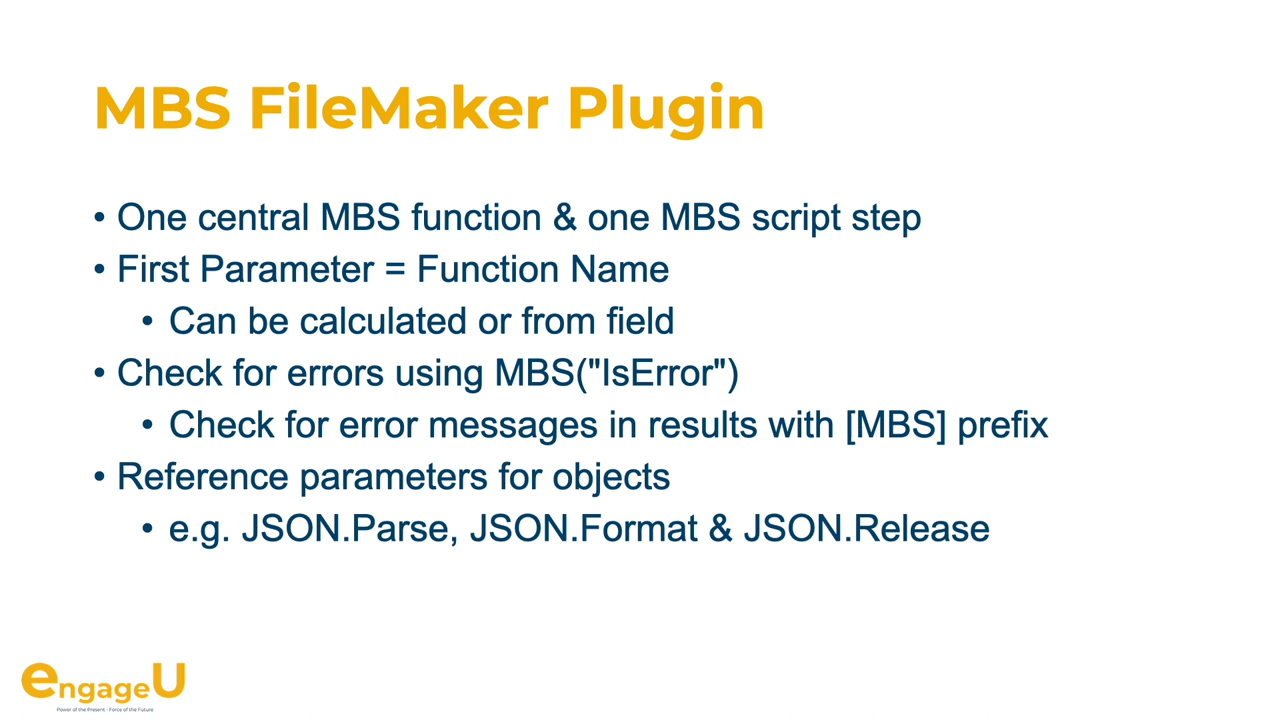 MBS FileMaker Plugin
• One central MBS function & one MBS script step
• First Parameter = Function Name
• Can be calculated or from field
• Check for errors using MBS("IsError")
• Check for error messages in results with [MBS] prefix
• Reference parameters for objects
• e.g. JSON.Parse, JSON.Format & JSON.Release
engageU
Power of the Present - Force of the Future